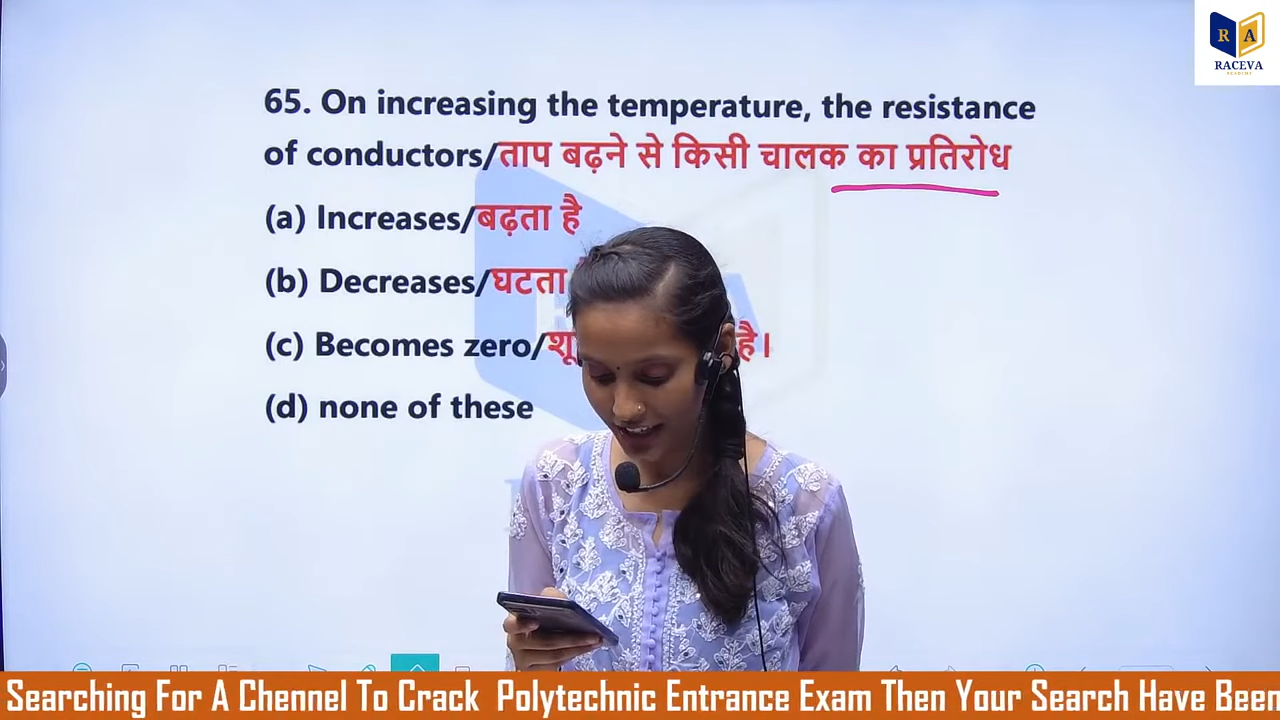 R A
RACEVA
ACADEMY
65. On increasing the temperature, the resistance
of conductors/ताप बढ़ने से किसी चालक का प्रतिरोध
(a) Increases/बढ़ता है
(b) Decreases/घटता
(c) Becomes zero/ है।
(d) none of these
Searching For A Chennel To Crack Polytechnic Entrance Exam Then Your Search Have Been